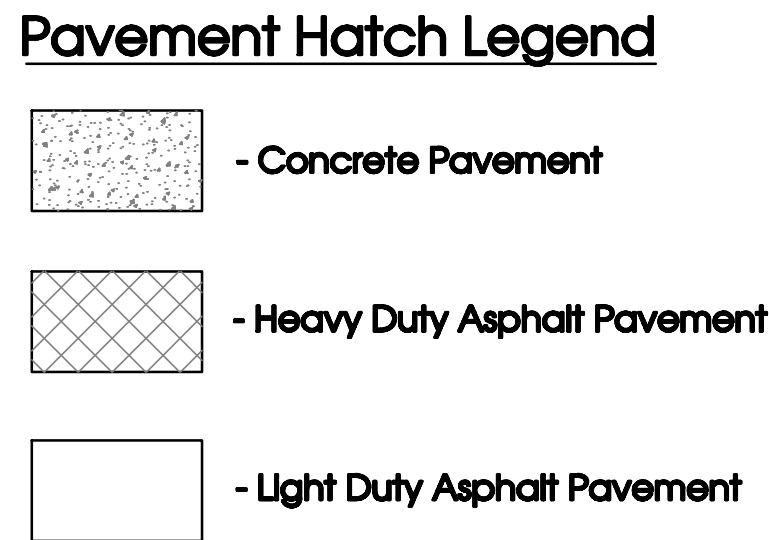 Pavement Hatch Legend
- Concrete Pavement
- Heavy Duty Asphalt Pavement
- Light Duty Asphalt Pavement